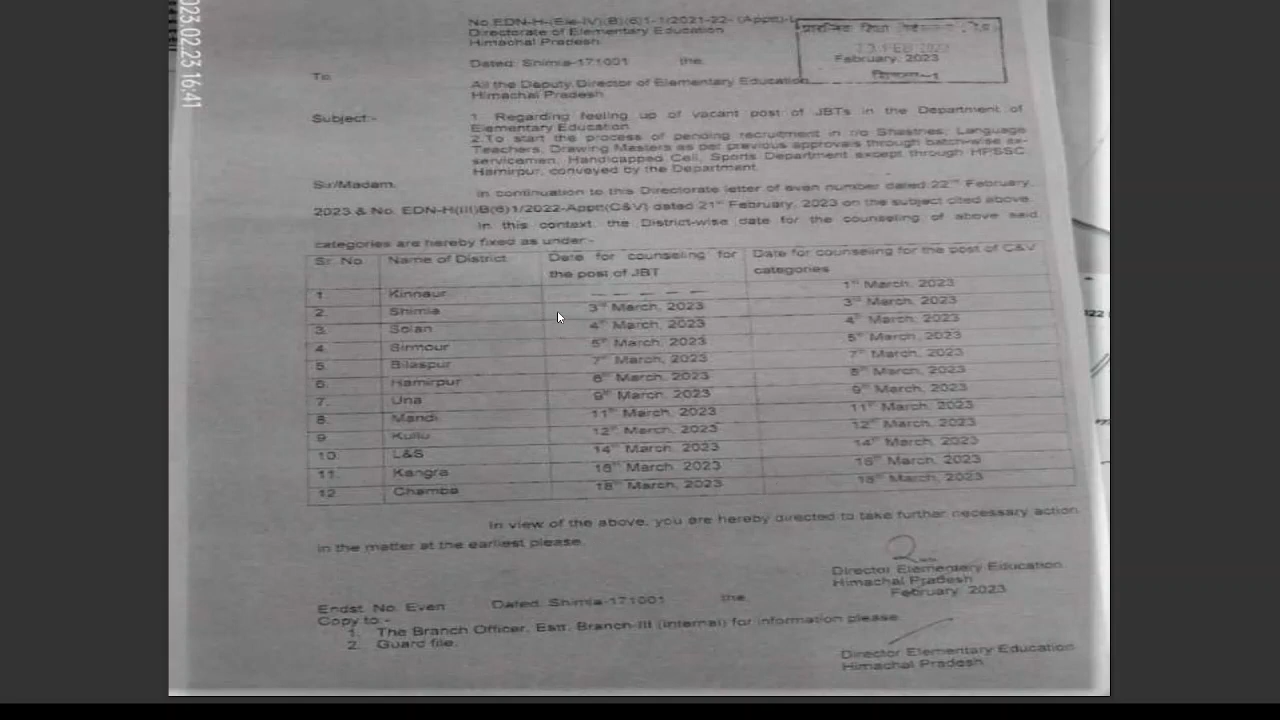 2023.02.23 16:41
No.EDN-H-(Ele-IV)(B)(6)1-1/2021-22- (Apptt)-L
Directorate of Elementary Education
Himachal Pradesh
Dated: Shimla-171001 the
FEB 2023
February, 2023
To
All the Deputy Director of Elementary Education
Himachal Pradesh
Subject:- 1. Regarding feeling up of vacant post of JBTs in the Department of
Elementary Education
2.To start the process of pending recruitment in r/o Shastries, Language
Teachers, Drawing Masters as per previous approvals through batch-wise ex-
servicemen, Handicapped Cell, Sports Department except through HPSSC
Hamirpur, conveyed by the Department.
Sir/Madam
In continuation to this Directorate letter of even number dated 22nd February,
2023 & No. EDN-H(III)B(6)1/2022-Apptt(C&V) dated 21st February, 2023 on the subject cited above.
In this context, the District-wise date for the counseling of above said
categories are hereby fixed as under:-
Sr. No. Name of District Date for counseling for the post of JBT Date for counseling for the post of C&V categories
1. Kinnaur — — — — — 1st March, 2023
2. Shimla 3rd March, 2023 3rd March, 2023
3. Solan 4th March, 2023 4th March, 2023
4. Sirmour 5th March, 2023 5th March, 2023
5. Bilaspur 7th March, 2023 7th March, 2023
6. Hamirpur March, 2023 March, 2023
7. Una 9th March, 2023 9th March, 2023
8. Mandi 11th March, 2023 11th March, 2023
9 Kullu 12th March, 2023 12th March, 2023
10. L&S 14th March, 2023 14th March, 2023
11. Kangra March, 2023 March, 2023
12 Chamba 18th March, 2023 March, 2023
In view of the above, you are hereby directed to take further necessary action
in the matter at the earliest please.
Director Elementary Education
Himachal Pradesh
February, 2023
Endst. No. Even Dated: Shimla-171001 the
Copy to:-
1. The Branch Officer, Estt. Branch-III (Internal) for information please
2. Guard file.
Director Elementary Education
Himachal Pradesh